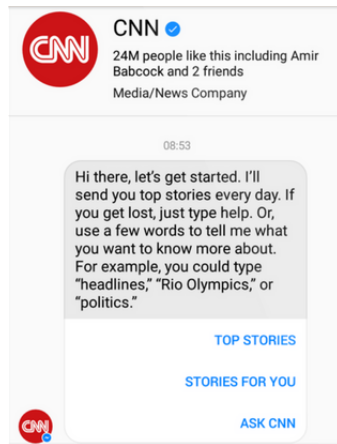 CNN
CNN
24M people like this including Amir
Babcock and 2 friends
Media/News Company
08:53
Hi there, let's get started. I'll
send you top stories every day. If
you get lost, just type help. Or,
use a few words to tell me what
you want to know more about.
For example, you could type
“headlines,” “Rio Olympics,” or
“politics.”
TOP STORIES
STORIES FOR YOU
ASK CNN
CNN